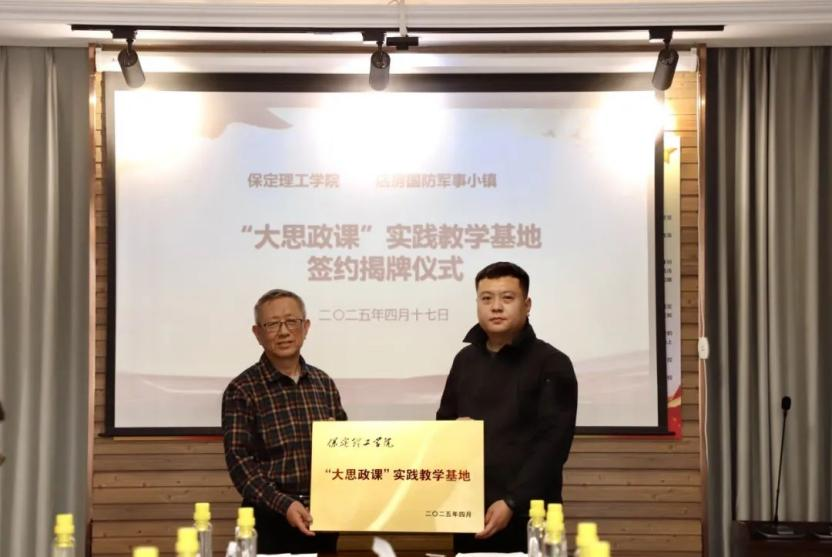 保定理工学院 店房国防军事小镇
“大思政课”实践教学基地
签约揭牌仪式
二〇二五年四月十七日
保定理工学院
“大思政课”实践教学基地
二〇二五年四月